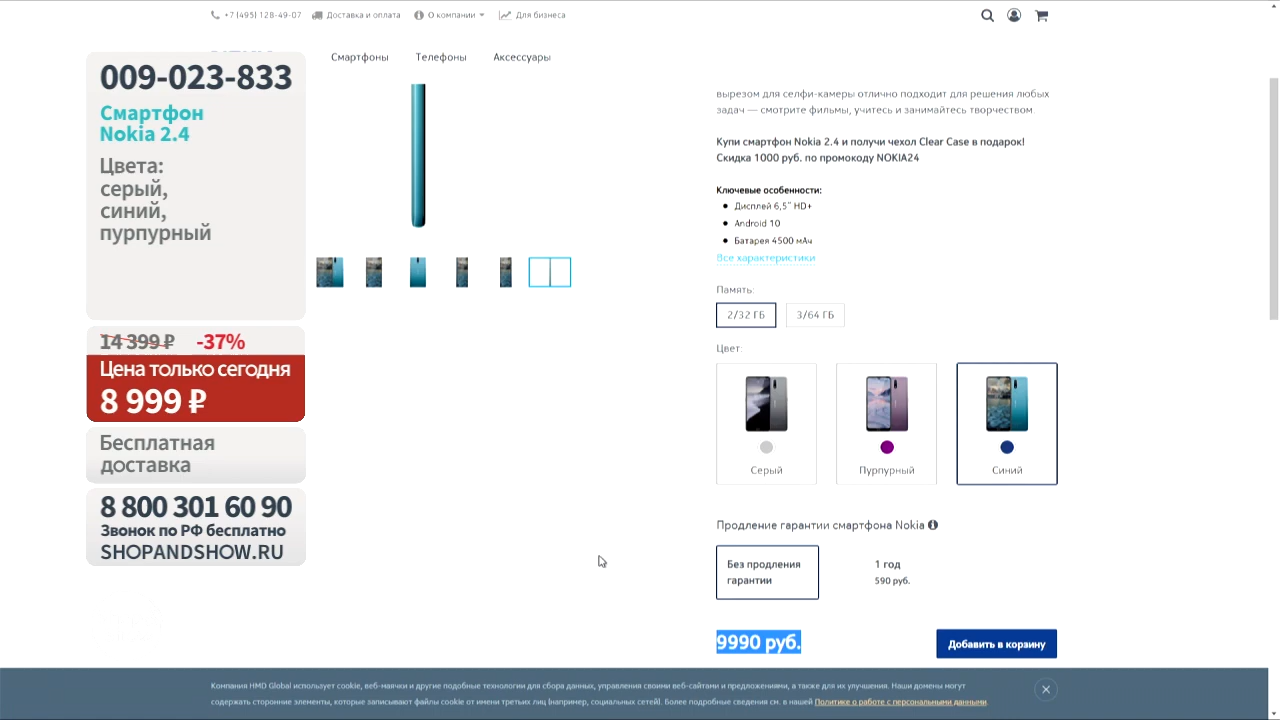 +7 (495) 128-49-07 Доставка и оплата О компании Для бизнеса
Смартфоны Телефоны Аксессуары
009-023-833
Смартфон
Nokia 2.4
Цвета:
серый,
синий,
пурпурный
14 399 ₽ -37%
Цена только сегодня
8 999 ₽
Бесплатная
доставка
8 800 301 60 90
Звонок по РФ бесплатно
SHOPANDSHOW.RU
вырезом для селфи-камеры отлично подходит для решения любых
задач — смотрите фильмы, учитесь и занимайтесь творчеством.
Купи смартфон Nokia 2.4 и получи чехол Clear Case в подарок!
Скидка 1000 руб. по промокоду NOKIA24
Ключевые особенности:
Дисплей 6,5” HD+
Android 10
Батарея 4500 мАч
Все характеристики
Память:
2/32 ГБ 3/64 ГБ
Цвет:
Серый Пурпурный Синий
Продление гарантии смартфона Nokia
Без продления
гарантии
1 год
590 руб.
9990 руб. Добавить в корзину
Компания HMD Global использует cookie, веб-маячки и другие подобные технологии для сбора данных, управления своими веб-сайтами и предложениями, а также для их улучшения. Наши домены могут
содержать сторонние элементы, которые записывают файлы cookie от имени третьих лиц (например, социальных сетей). Более подробные сведения см. в нашей Политике о работе с персональными данными.